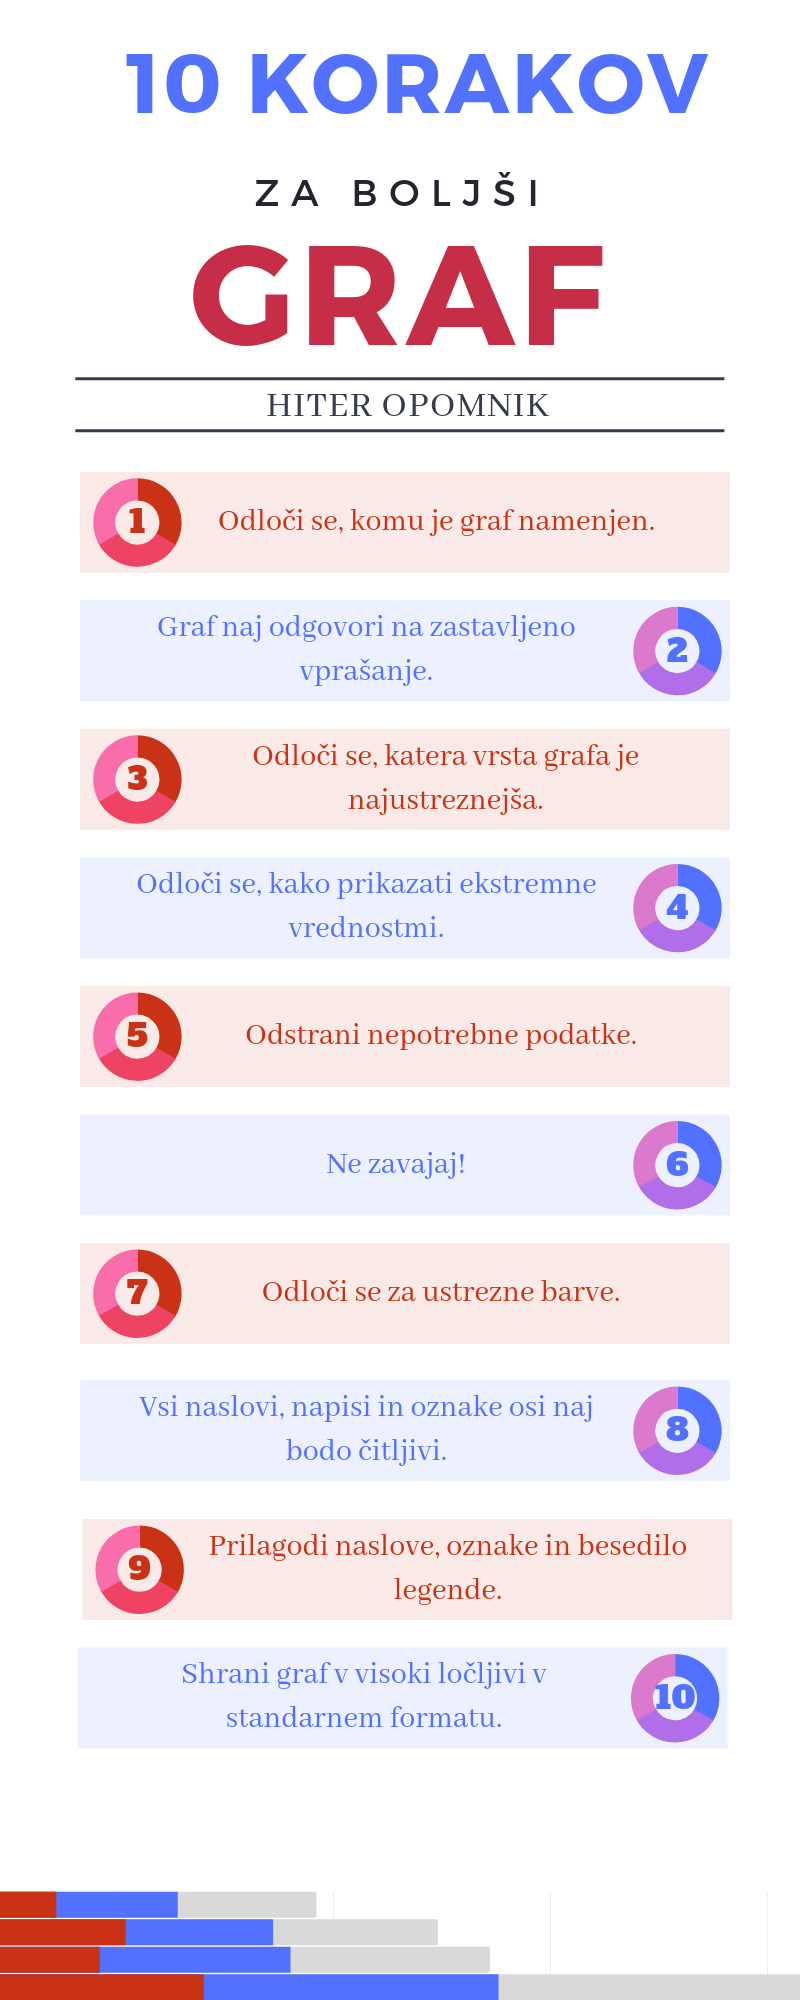 10 KORAKOV
ZA BOLJŠI
GRAF
HITER OPOMNIK
1
Odloči se, komu je graf namenjen.
Graf naj odgovori na zastavljeno
vprašanje.
2
3
Odloči se, katera vrsta grafa je
najustreznejša.
Odloči se, kako prikazati ekstremne
vrednostmi.
4
5
Odstrani nepotrebne podatke.
Ne zavajaj!
6
7
Odloči se za ustrezne barve.
Vsi naslovi, napisi in oznake osi naj
bodo čitljivi.
8
9
Prilagodi naslove, oznake in besedilo
legende.
Shrani graf v visoki ločljivi v
standarnem formatu.
10